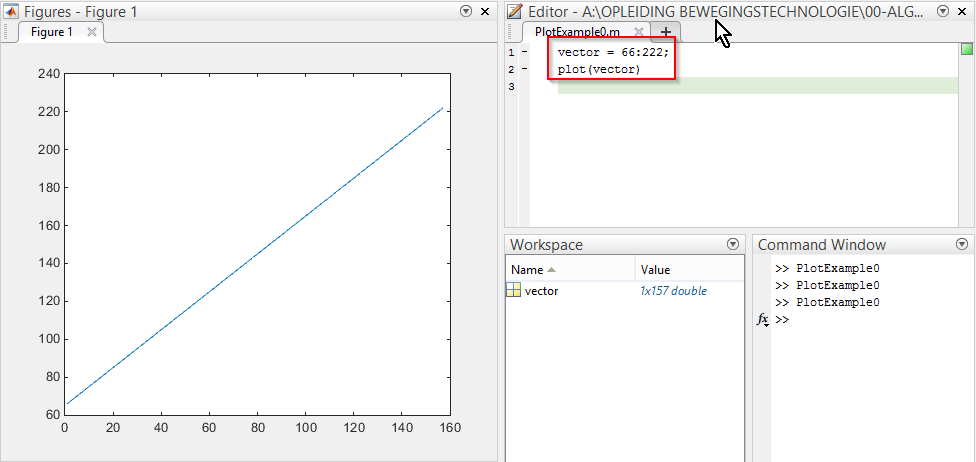 Figures - Figure 1
Figure 1
240
220
200
180
160
140
120
100
80
60
0 20 40 60 80 100 120 140 160
Editor - A:\OPLEIDING BEWEGINGSTECHNOLOGIE\00-ALG...
PlotExample0.m
1 - vector = 66:222;
2 - plot(vector)
3
Workspace
Name Value
vector 1x157 double
Command Window
>> PlotExample0
>> PlotExample0
>> PlotExample0
fx >>